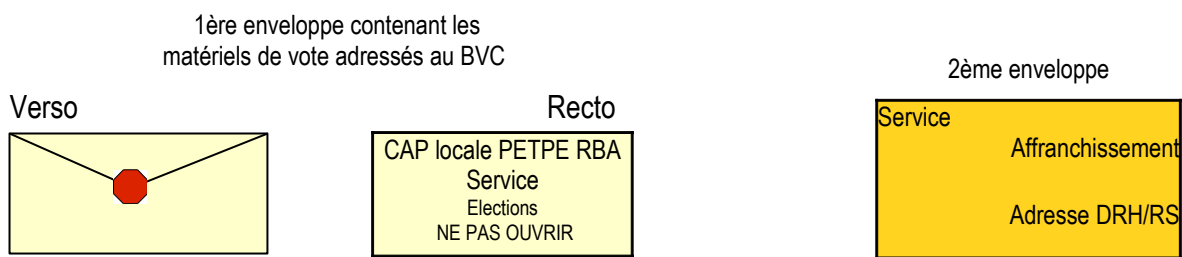 1ère enveloppe contenant les
matériels de vote adressés au BVC
2ème enveloppe
Verso
Recto
CAP locale PETPE RBA
Service
Elections
NE PAS OUVRIR
Service
Affranchissement
Adresse DRH/RS